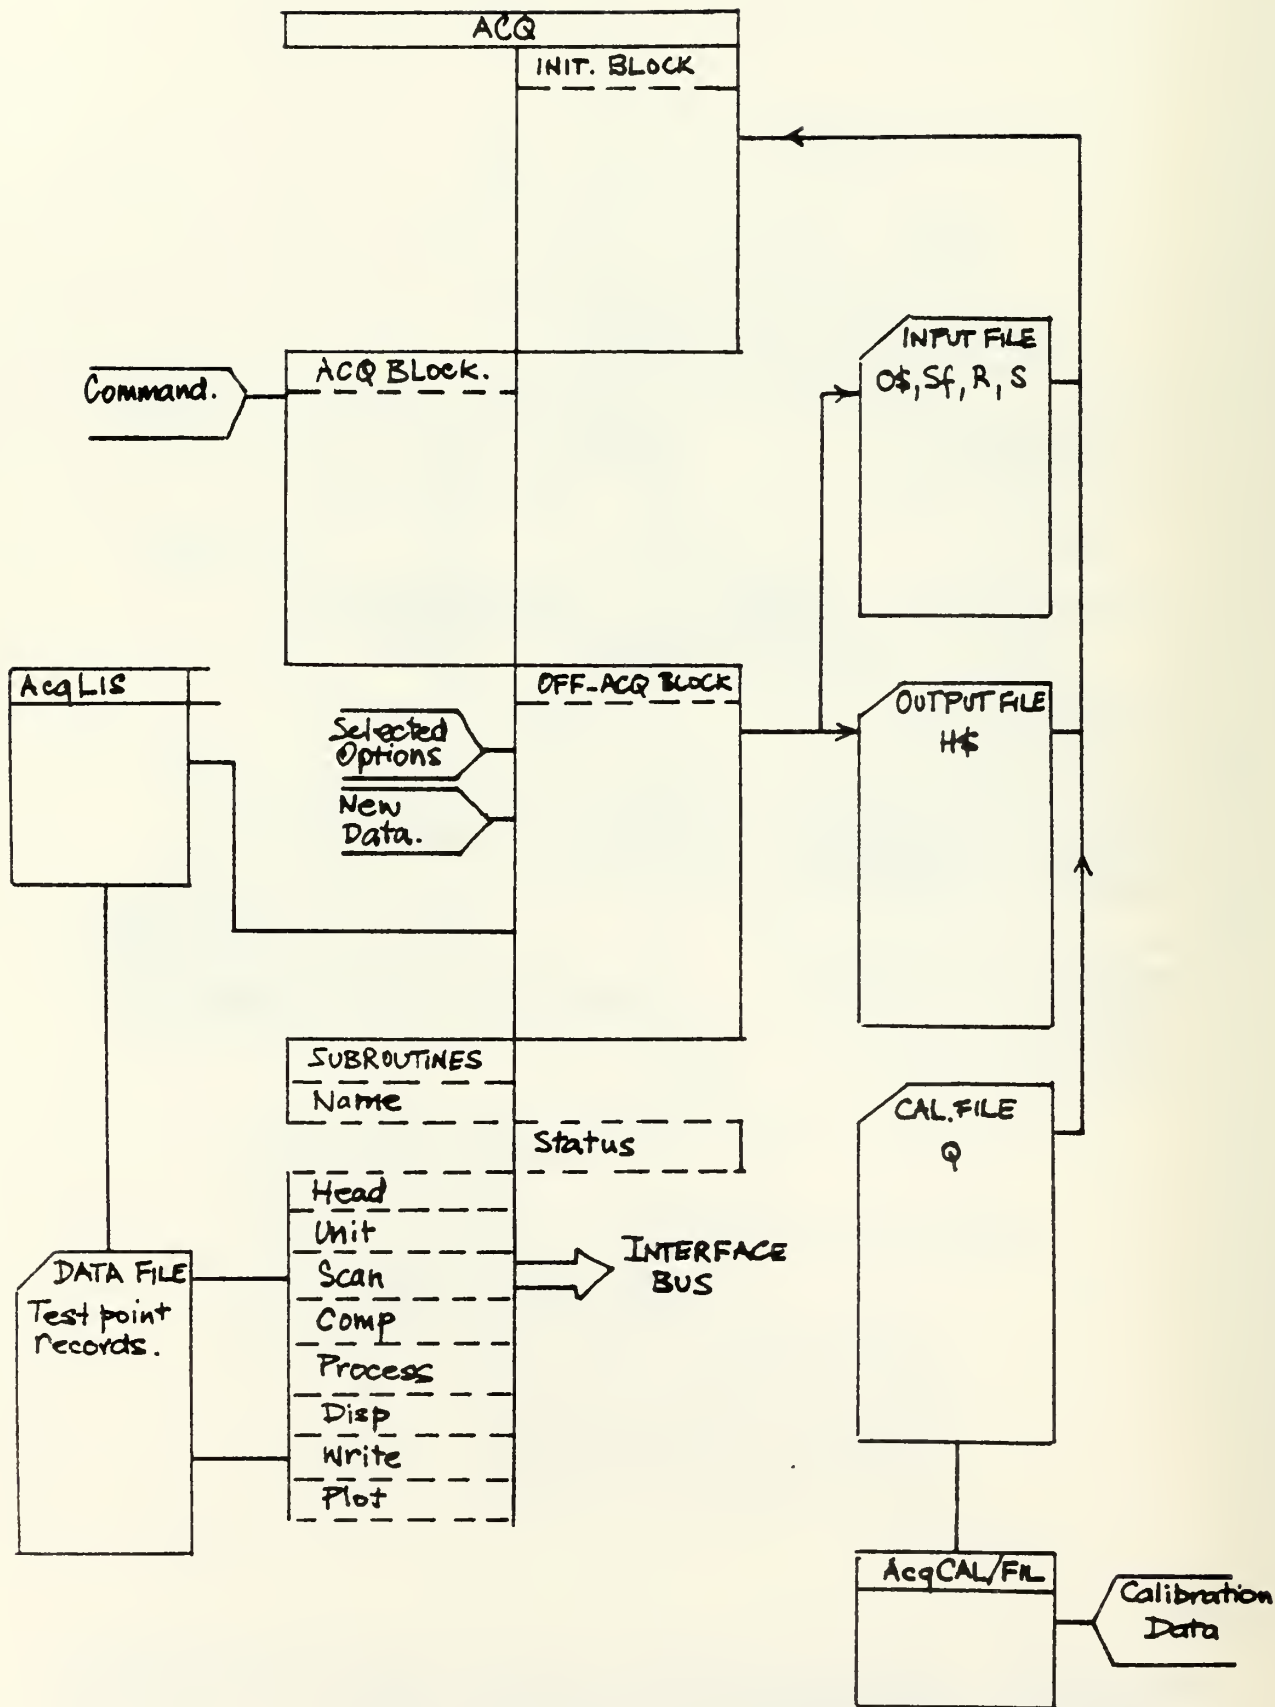 ACQ
INIT. BLOCK
ACQ BLOCK.
Command.
INPUT FILE
O$, Sf, R, S
AcqLIS
OFF-ACQ BLOCK
Selected
Options
New
Data.
OUTPUT FILE
H$
SUBROUTINES
Name
Status
Head
Unit
Scan
Comp
Process
Disp
Write
Plot
INTERFACE
BUS
DATA FILE
Test point
records.
CAL. FILE
Q
AcqCAL/FIL
Calibration
Data